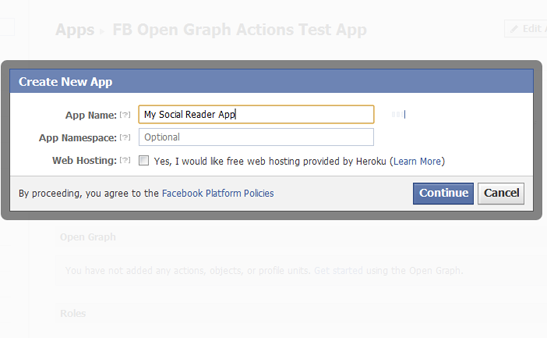 Apps › FB Open Graph Actions Test App
Edit A
Create New App
App Name: [?] My Social Reader App
App Namespace: [?] Optional
Web Hosting: [?] Yes, I would like free web hosting provided by Heroku (Learn More)
By proceeding, you agree to the Facebook Platform Policies
Continue Cancel
Open Graph
You have not added any actions, objects, or profile units. Get started using the Open Graph.
Roles